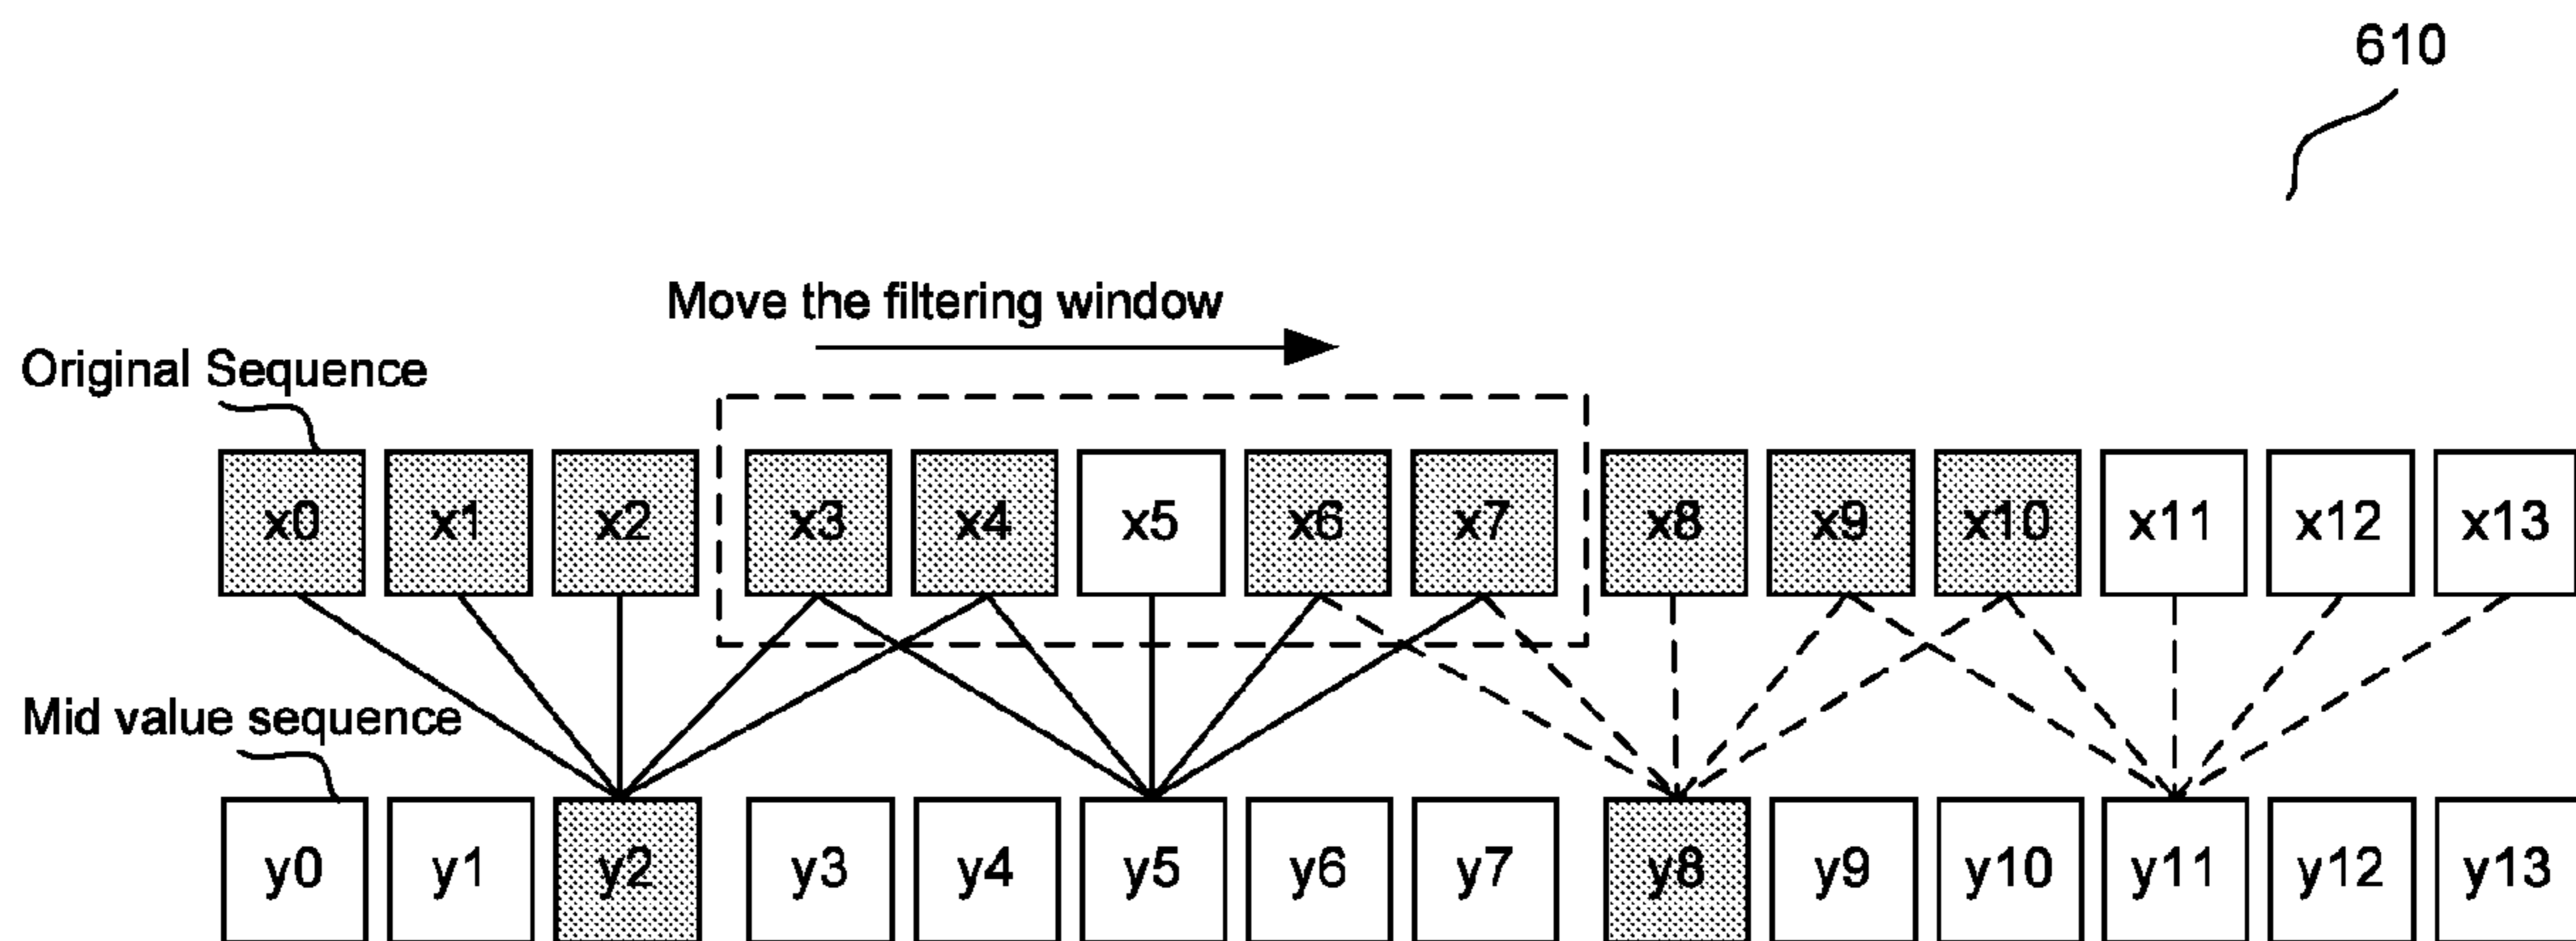 610
Move the filtering window
Original Sequence
x0 x1 x2 x3 x4 x5 x6 x7 x8 x9 x10 x11 x12 x13
Mid value sequence
y0 y1 y2 y3 y4 y5 y6 y7 y8 y9 y10 y11 y12 y13